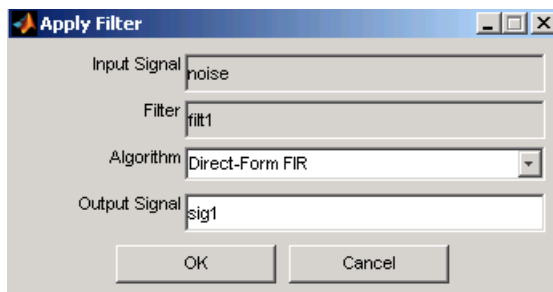 Apply Filter
Input Signal noise
Filter filt1
Algorithm Direct-Form FIR
Output Signal sig1
OK Cancel